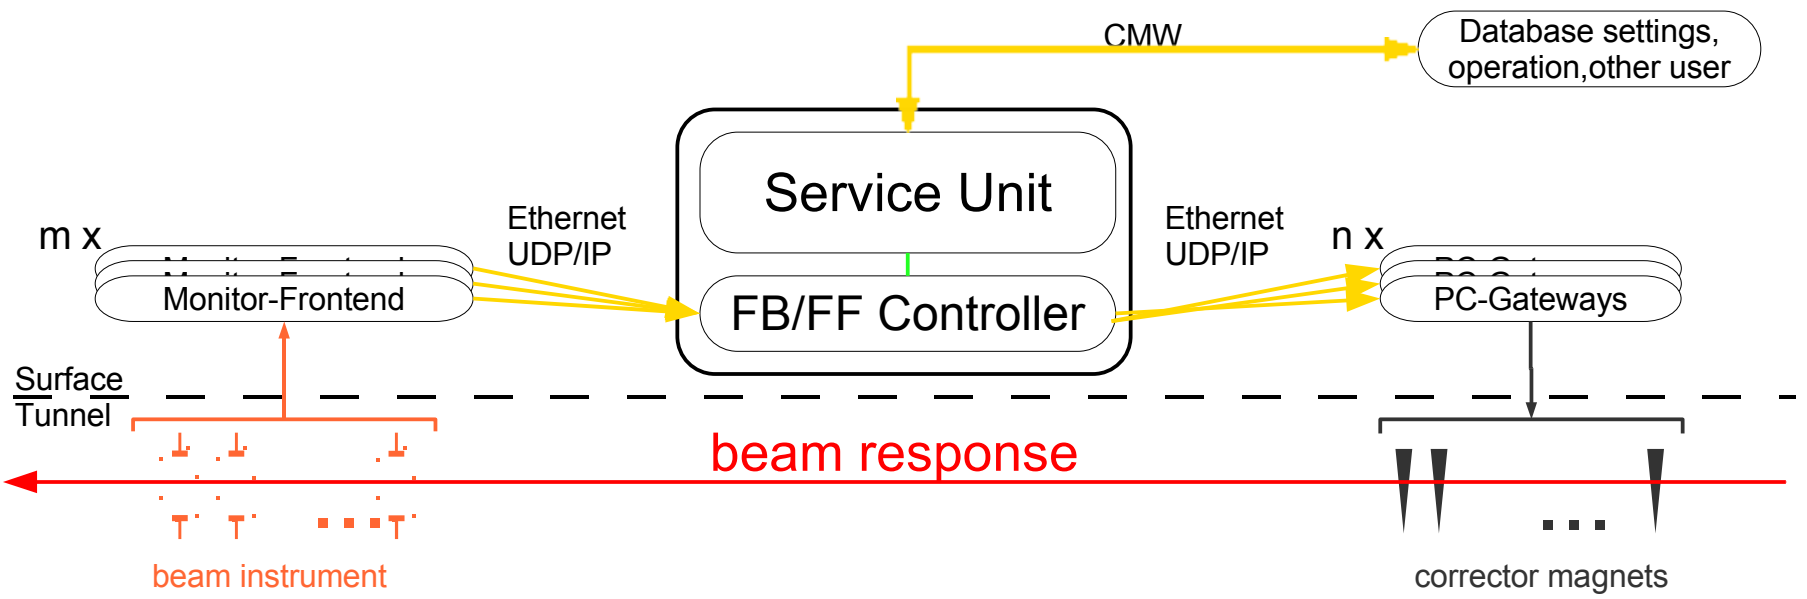 CMW
Database settings,
operation,other user
Service Unit
Ethernet
UDP/IP
Ethernet
UDP/IP
m x
n x
Monitor-Frontend
FB/FF Controller
PC-Gateways
Surface
Tunnel
beam response
beam instrument
corrector magnets